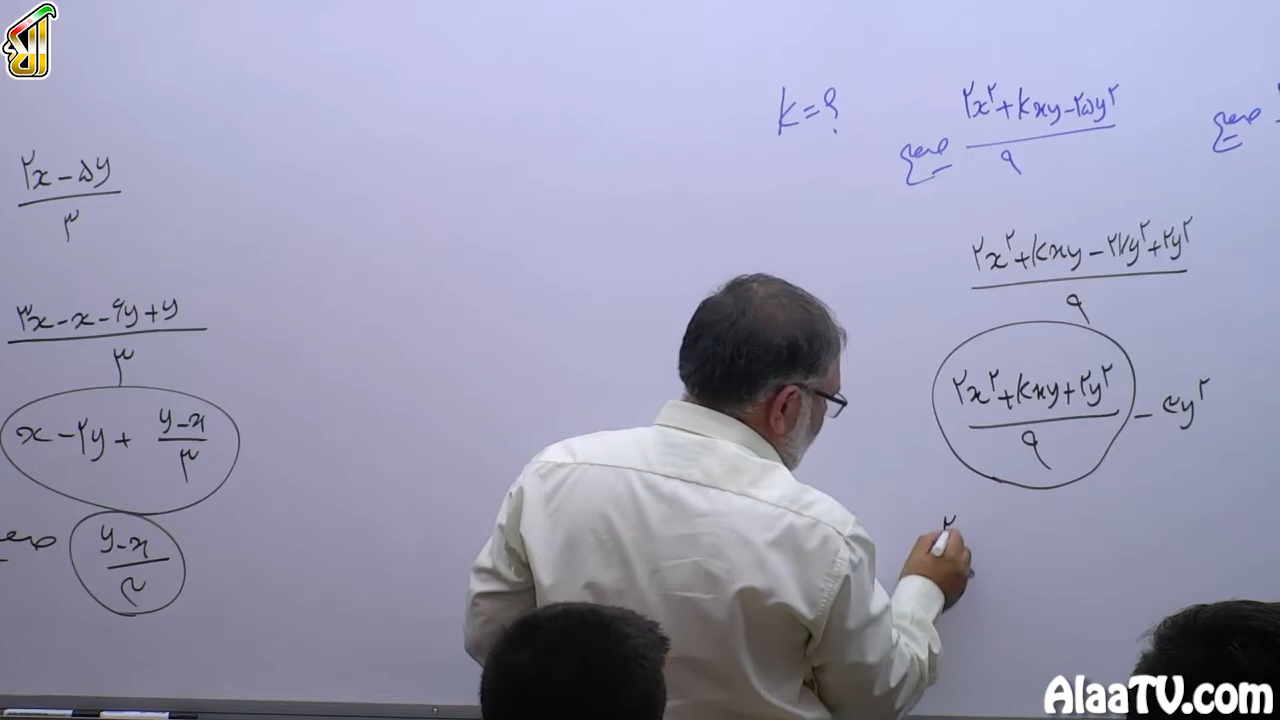 k = ?
صحیح (۲x² + kxy - ۲۵y²)/۹
صحیح
(۲x² + kxy - ۲۷y² + ۲y²)/۹
(۲x² + kxy + ۲y²)/۹ - ۳y²
۲
(۲x - ۵y)/۳
(۳x - x - ۶y + y)/۳
x - ۲y + (y - x)/۳
صحیح (y - x)/۳
AlaaTV.com